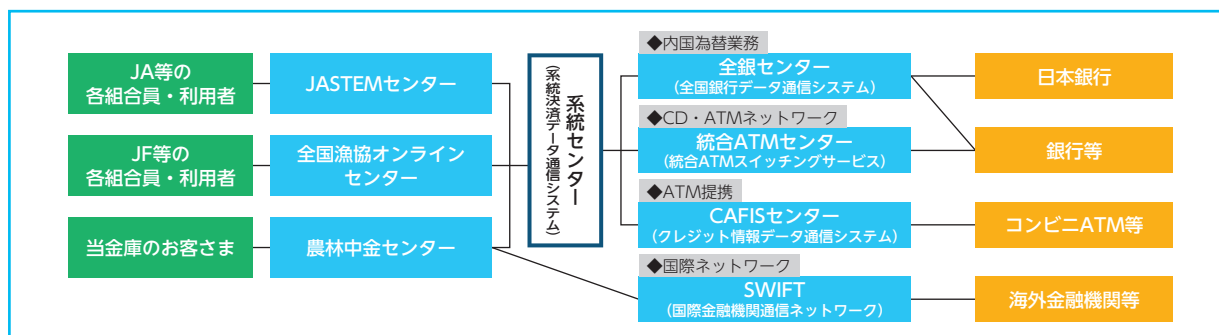 JA等の
各組合員・利用者
JASTEMセンター
JF等の
各組合員・利用者
全国漁協オンライン
センター
当金庫のお客さま
農林中金センター
系統センター
(系統決済データ通信システム)
◆内国為替業務
全銀センター
(全国銀行データ通信システム)
日本銀行
◆CD・ATMネットワーク
統合ATMセンター
(統合ATMスイッチングサービス)
銀行等
◆ATM提携
CAFISセンター
(クレジット情報データ通信システム)
コンビニATM等
◆国際ネットワーク
SWIFT
(国際金融機関通信ネットワーク)
海外金融機関等